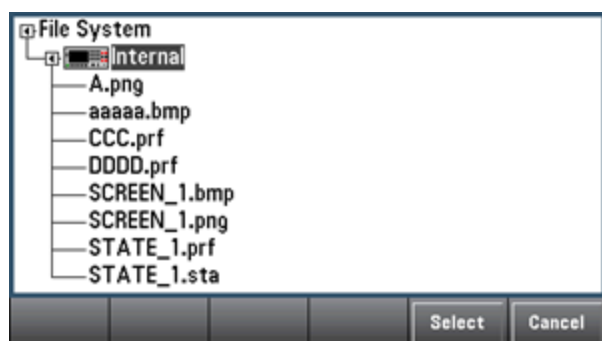 File System
Internal
A.png
aaaaa.bmp
CCC.prf
DDDD.prf
SCREEN_1.bmp
SCREEN_1.png
STATE_1.prf
STATE_1.sta
Select Cancel